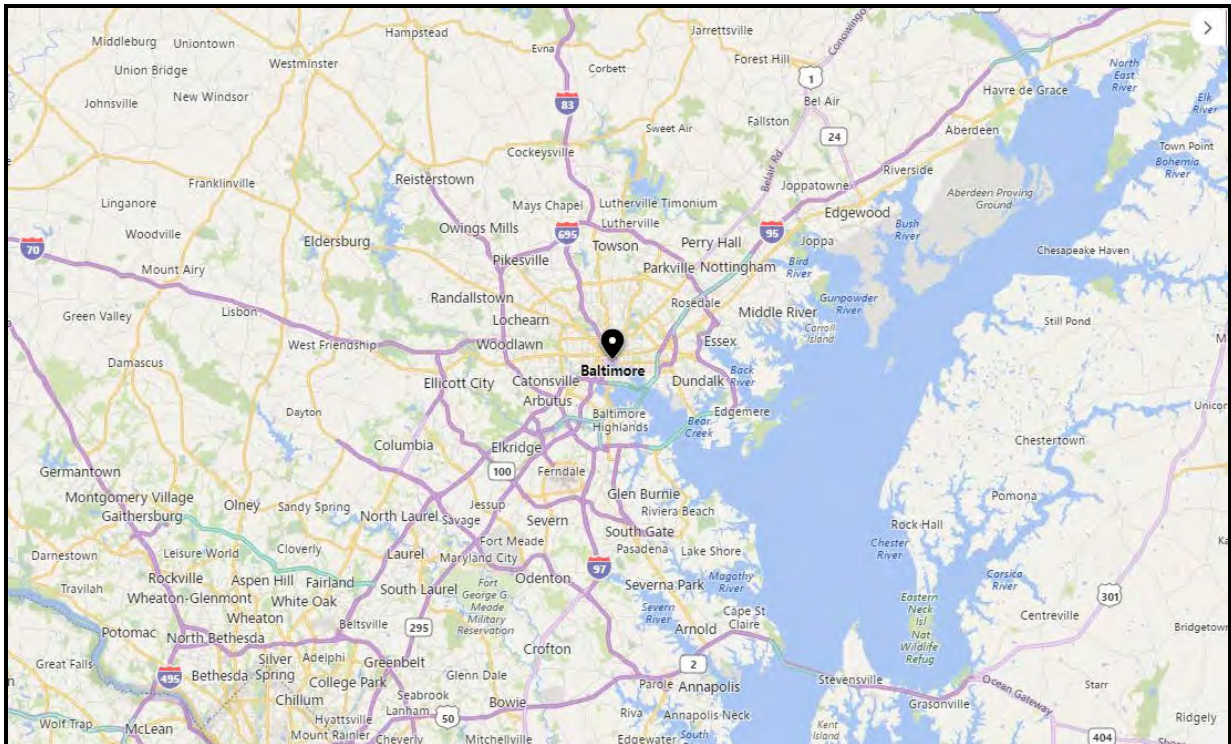 Hampstead
Jarrettsville
Conowingo
Middleburg
Uniontown
Evna
Forest Hill
Westminster
Corbett
North
East
River
Union Bridge
1
Elk
River
New Windsor
83
Bel Air
Havre de Grace
Johnsville
Fallston
Sweet Air
24
Aberdeen
Town Point
Cockeysville
Belair Rd
Bohemia
River
Franklinville
Reisterstown
Joppatowne
Riverside
Aberdeen Proving
Ground
Linganore
Mays Chapel
Lutherville Timonium
Edgewood
Bush
River
Woodville
Owings Mills
695
Lutherville
95
Joppa
70
Eldersburg
Towson
Perry Hall
Chesapeake Haven
Mount Airy
Pikesville
Parkville
Nottingham
Bird
River
Randallstown
Rosedale
Gunpowder
River
Green Valley
Lisbon
Lochearn
Middle River
Carroll
Island
Still Pond
West Friendship
Woodlawn
Essex
Damascus
Baltimore
Back
River
Ellicott City
Catonsville
Dundalk
Arbutus
Dayton
Baltimore
Highlands
Edgemere
Bear
Creek
Columbia
Elkridge
Chestertown
Germantown
100
Ferndale
Montgomery Village
Glen Burnie
Pomona
Gaithersburg
Olney
Sandy Spring
Jessup
Riviera Beach
North Laurel
Savage
Severn
Rock Hall
South Gate
Darnestown
Leisure World
Cloverly
Laurel
Fort Meade
Maryland City
Pasadena
Lake Shore
Chester
River
Travilah
Rockville
Aspen Hill
Fairland
Odenton
97
Severna Park
Magothy
River
Corsica
River
Wheaton-Glenmont
White Oak
South Laurel
Fort
George G.
Meade
Military
Reservation
Eastern
Neck
Isl
Nat
Wildlife
Refug
301
Wheaton
Beltsville
295
Severn
River
Cape St
Claire
Centreville
Potomac
North Bethesda
Arnold
Bridgetown
Great Falls
Silver
Spring
Adelphi
Greenbelt
Crofton
2
495
Bethesda
College Park
Glenn Dale
Parole
Annapolis
Stevensville
Ocean Gateway
Starr
Chillum
Seabrook
Lanham
Bowie
Grasonville
Wolf Trap
McLean
Hyattsville
50
Riva
Annapolis Neck
Kent
Island
Ridgely
Mount Rainier
Cheverly
Mitchellville
Edgewater
South
404